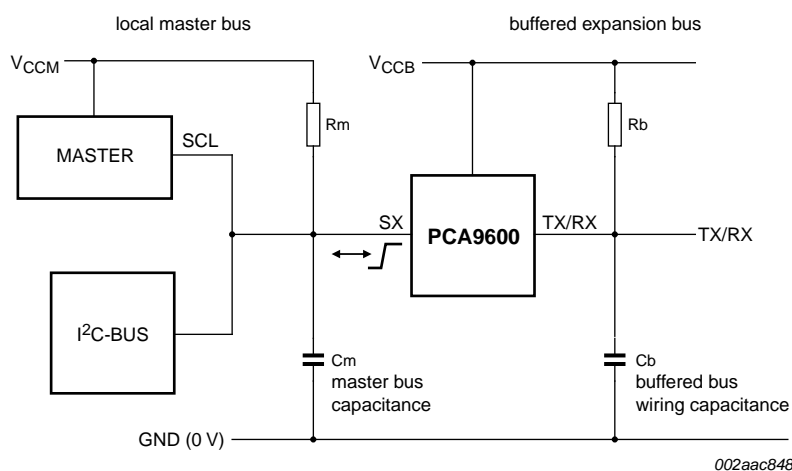 local master bus
buffered expansion bus
VCCM
VCCB
Rm
Rb
MASTER
SCL
SX
PCA9600
TX/RX
TX/RX
I²C-BUS
Cm
master bus
capacitance
Cb
buffered bus
wiring capacitance
GND (0 V)
002aac848